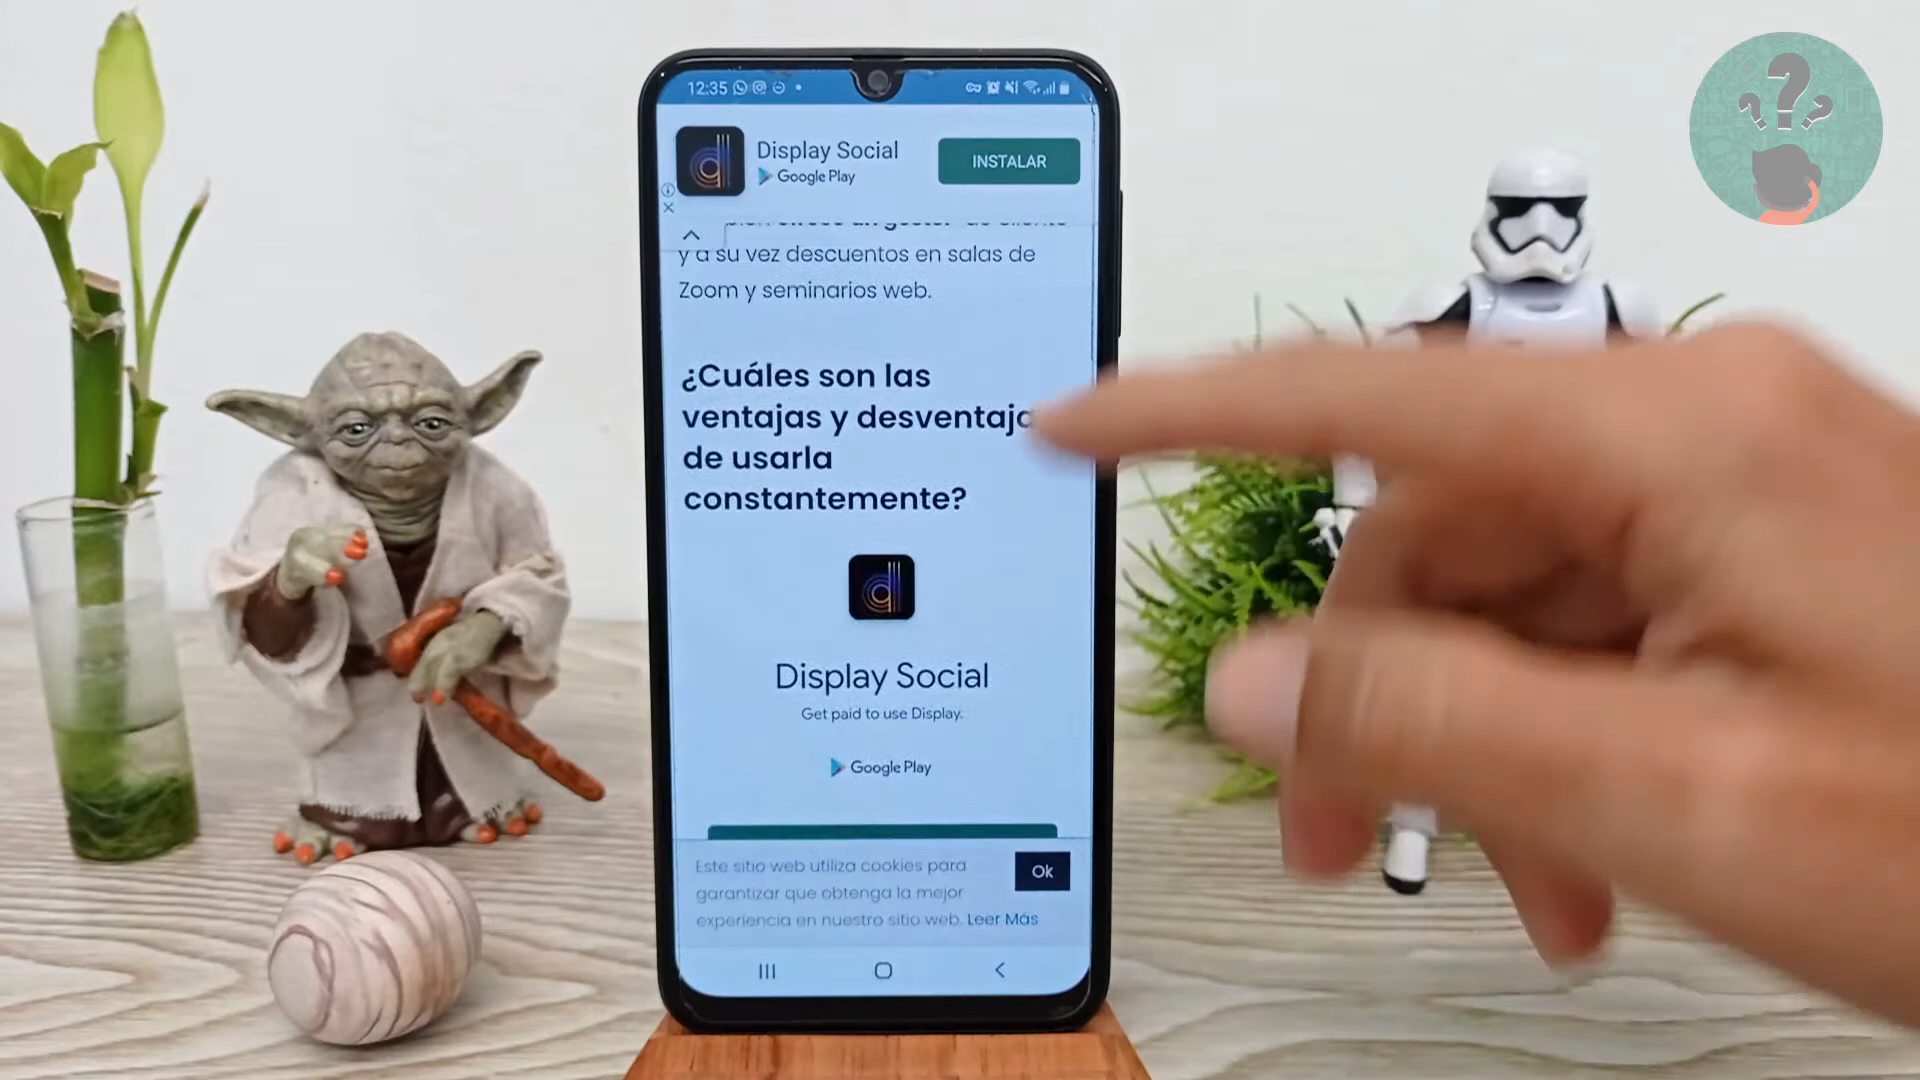 12:35
Display Social
Google Play
INSTALAR
y a su vez descuentos en salas de
Zoom y seminarios web.
¿Cuáles son las
ventajas y desventaja
de usarla
constantemente?
Display Social
Get paid to use Display.
Google Play
Este sitio web utiliza cookies para
garantizar que obtenga la mejor
experiencia en nuestro sitio web. Leer Más
Ok